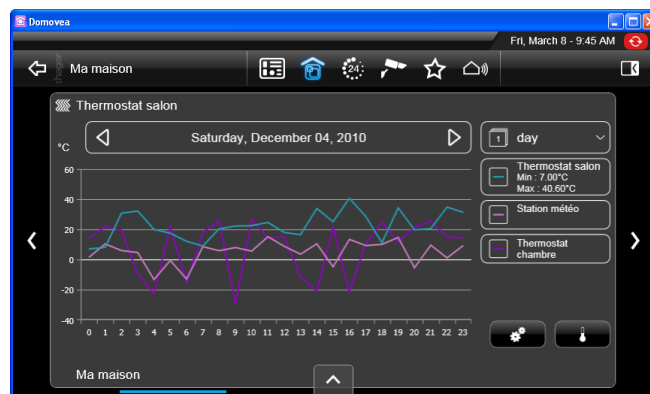 Domovea
Fri, March 8 - 9:45 AM
:hager
Ma maison
24
Thermostat salon
°C
Saturday, December 04, 2010
1
day
60
40
20
0
-20
-40
0 1 2 3 4 5 6 7 8 9 10 11 12 13 14 15 16 17 18 19 20 21 22 23
Thermostat salon
Min : 7.00°C
Max : 40.60°C
Station météo
Thermostat
chambre
Ma maison